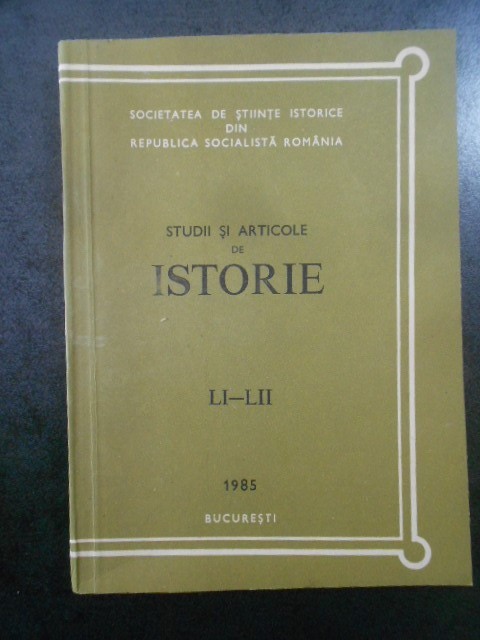 SOCIETATEA DE ȘTIINȚE ISTORICE
DIN
REPUBLICA SOCIALISTĂ ROMÂNIA
STUDII ȘI ARTICOLE
DE
ISTORIE
LI—LII
1985
BUCUREȘTI